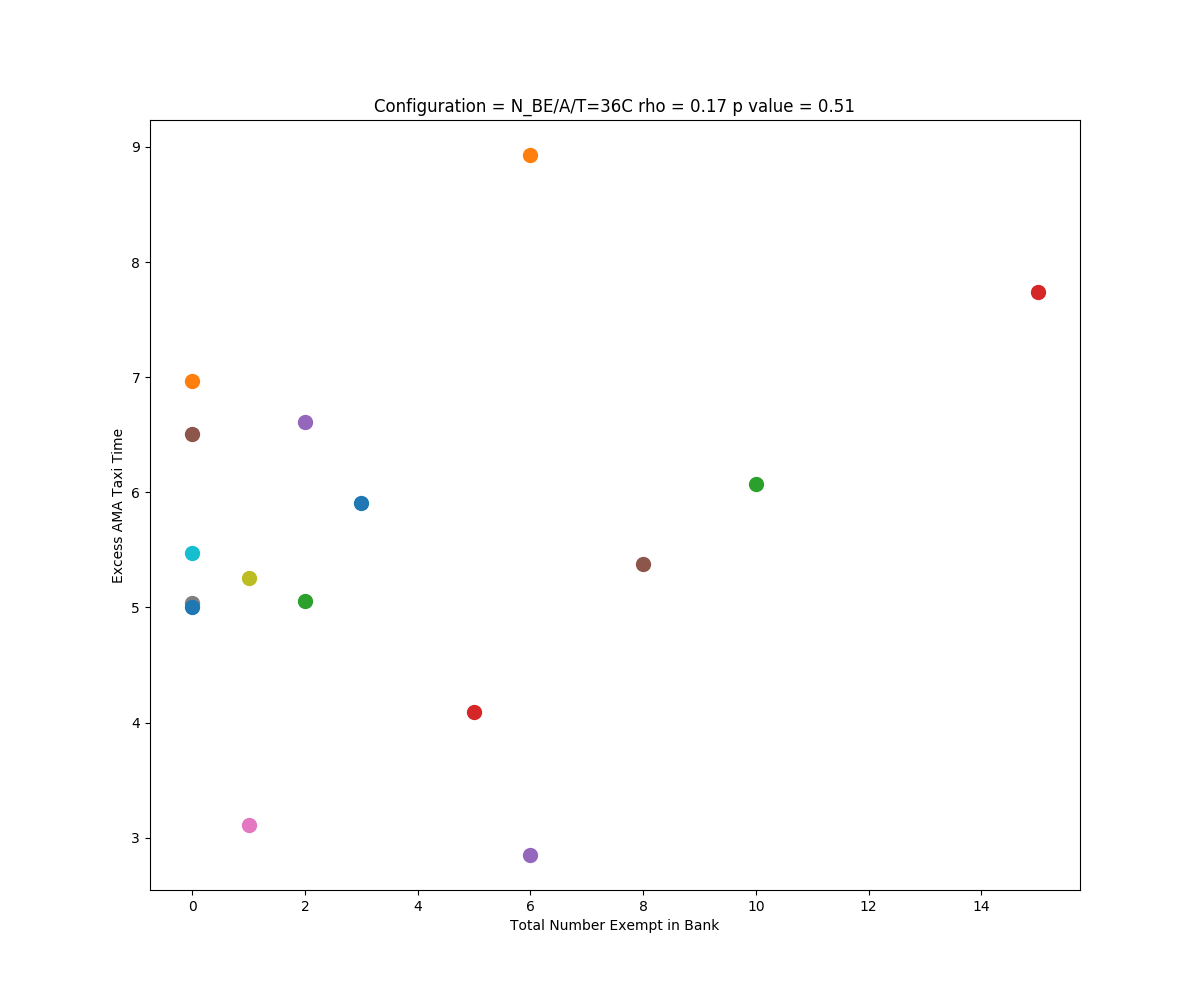 Configuration = N_BE/A/T=36C rho = 0.17 p value = 0.51
9
8
7
6
5
4
3
Excess AMA Taxi Time
0 2 4 6 8 10 12 14
Total Number Exempt in Bank